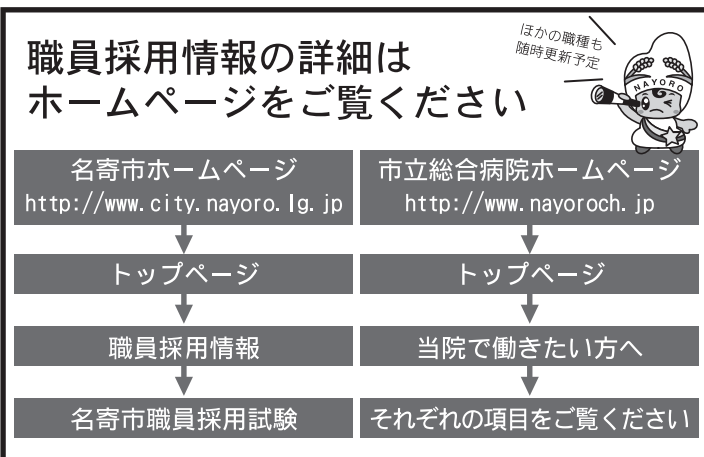 職員採用情報の詳細は
ホームページをご覧ください
ほかの職種も
随時更新予定
NAYORO
名寄市ホームページ
http://www.city.nayoro.lg.jp
トップページ
職員採用情報
名寄市職員採用試験
市立総合病院ホームページ
http://www.nayoroch.jp
トップページ
当院で働きたい方へ
それぞれの項目をご覧ください